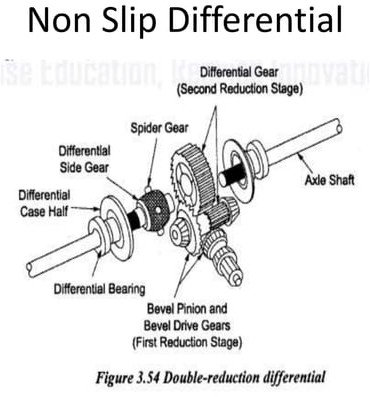 Non Slip Differential
Differential Gear
(Second Reduction Stage)
Spider Gear
Differential
Side Gear
Differential
Case Half
Axle Shaft
Differential Bearing
Bevel Pinion and
Bevel Drive Gears
(First Reduction Stage)
Figure 3.54 Double-reduction differential